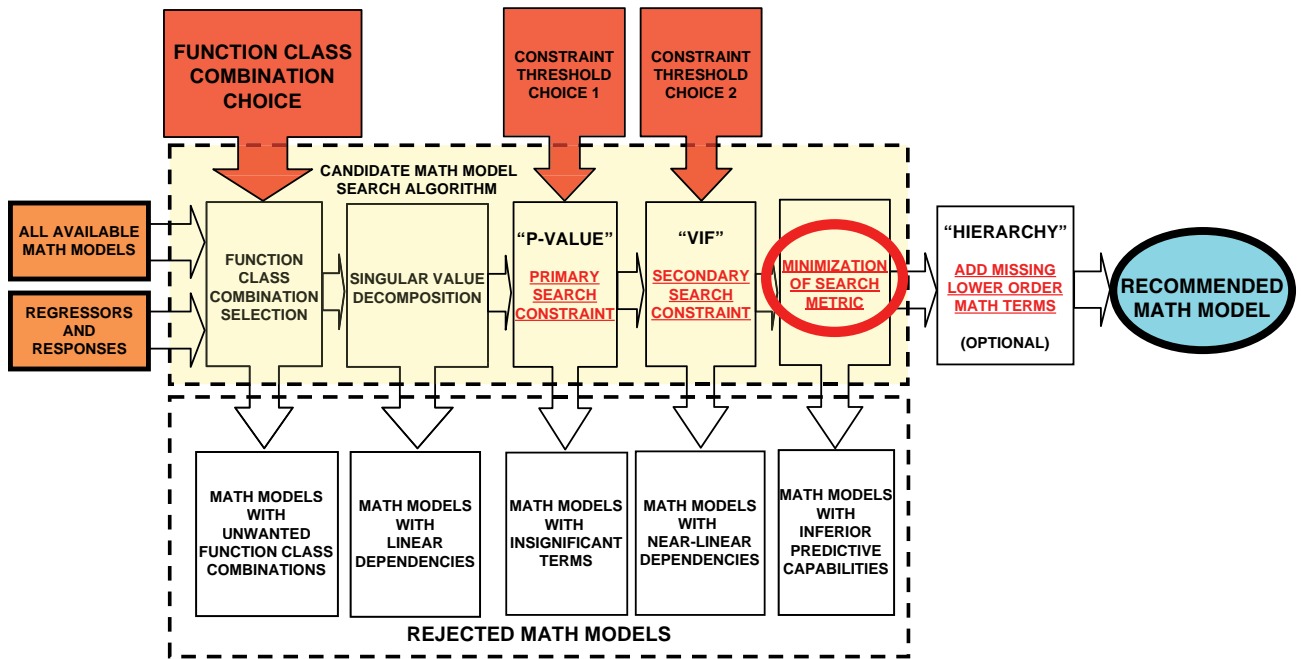 FUNCTION CLASS
COMBINATION
CHOICE
CONSTRAINT
THRESHOLD
CHOICE 1
CONSTRAINT
THRESHOLD
CHOICE 2
CANDIDATE MATH MODEL
SEARCH ALGORITHM
ALL AVAILABLE
MATH MODELS
REGRESSORS
AND
RESPONSES
FUNCTION
CLASS
COMBINATION
SELECTION
SINGULAR VALUE
DECOMPOSITION
“P-VALUE”
PRIMARY
SEARCH
CONSTRAINT
“VIF”
SECONDARY
SEARCH
CONSTRAINT
MINIMIZATION
OF SEARCH
METRIC
“HIERARCHY”
ADD MISSING
LOWER ORDER
MATH TERMS
(OPTIONAL)
RECOMMENDED
MATH MODEL
MATH MODELS
WITH
UNWANTED
FUNCTION CLASS
COMBINATIONS
MATH MODELS
WITH
LINEAR
DEPENDENCIES
MATH MODELS
WITH
INSIGNIFICANT
TERMS
MATH MODELS
WITH
NEAR-LINEAR
DEPENDENCIES
MATH MODELS
WITH
INFERIOR
PREDICTIVE
CAPABILITIES
REJECTED MATH MODELS